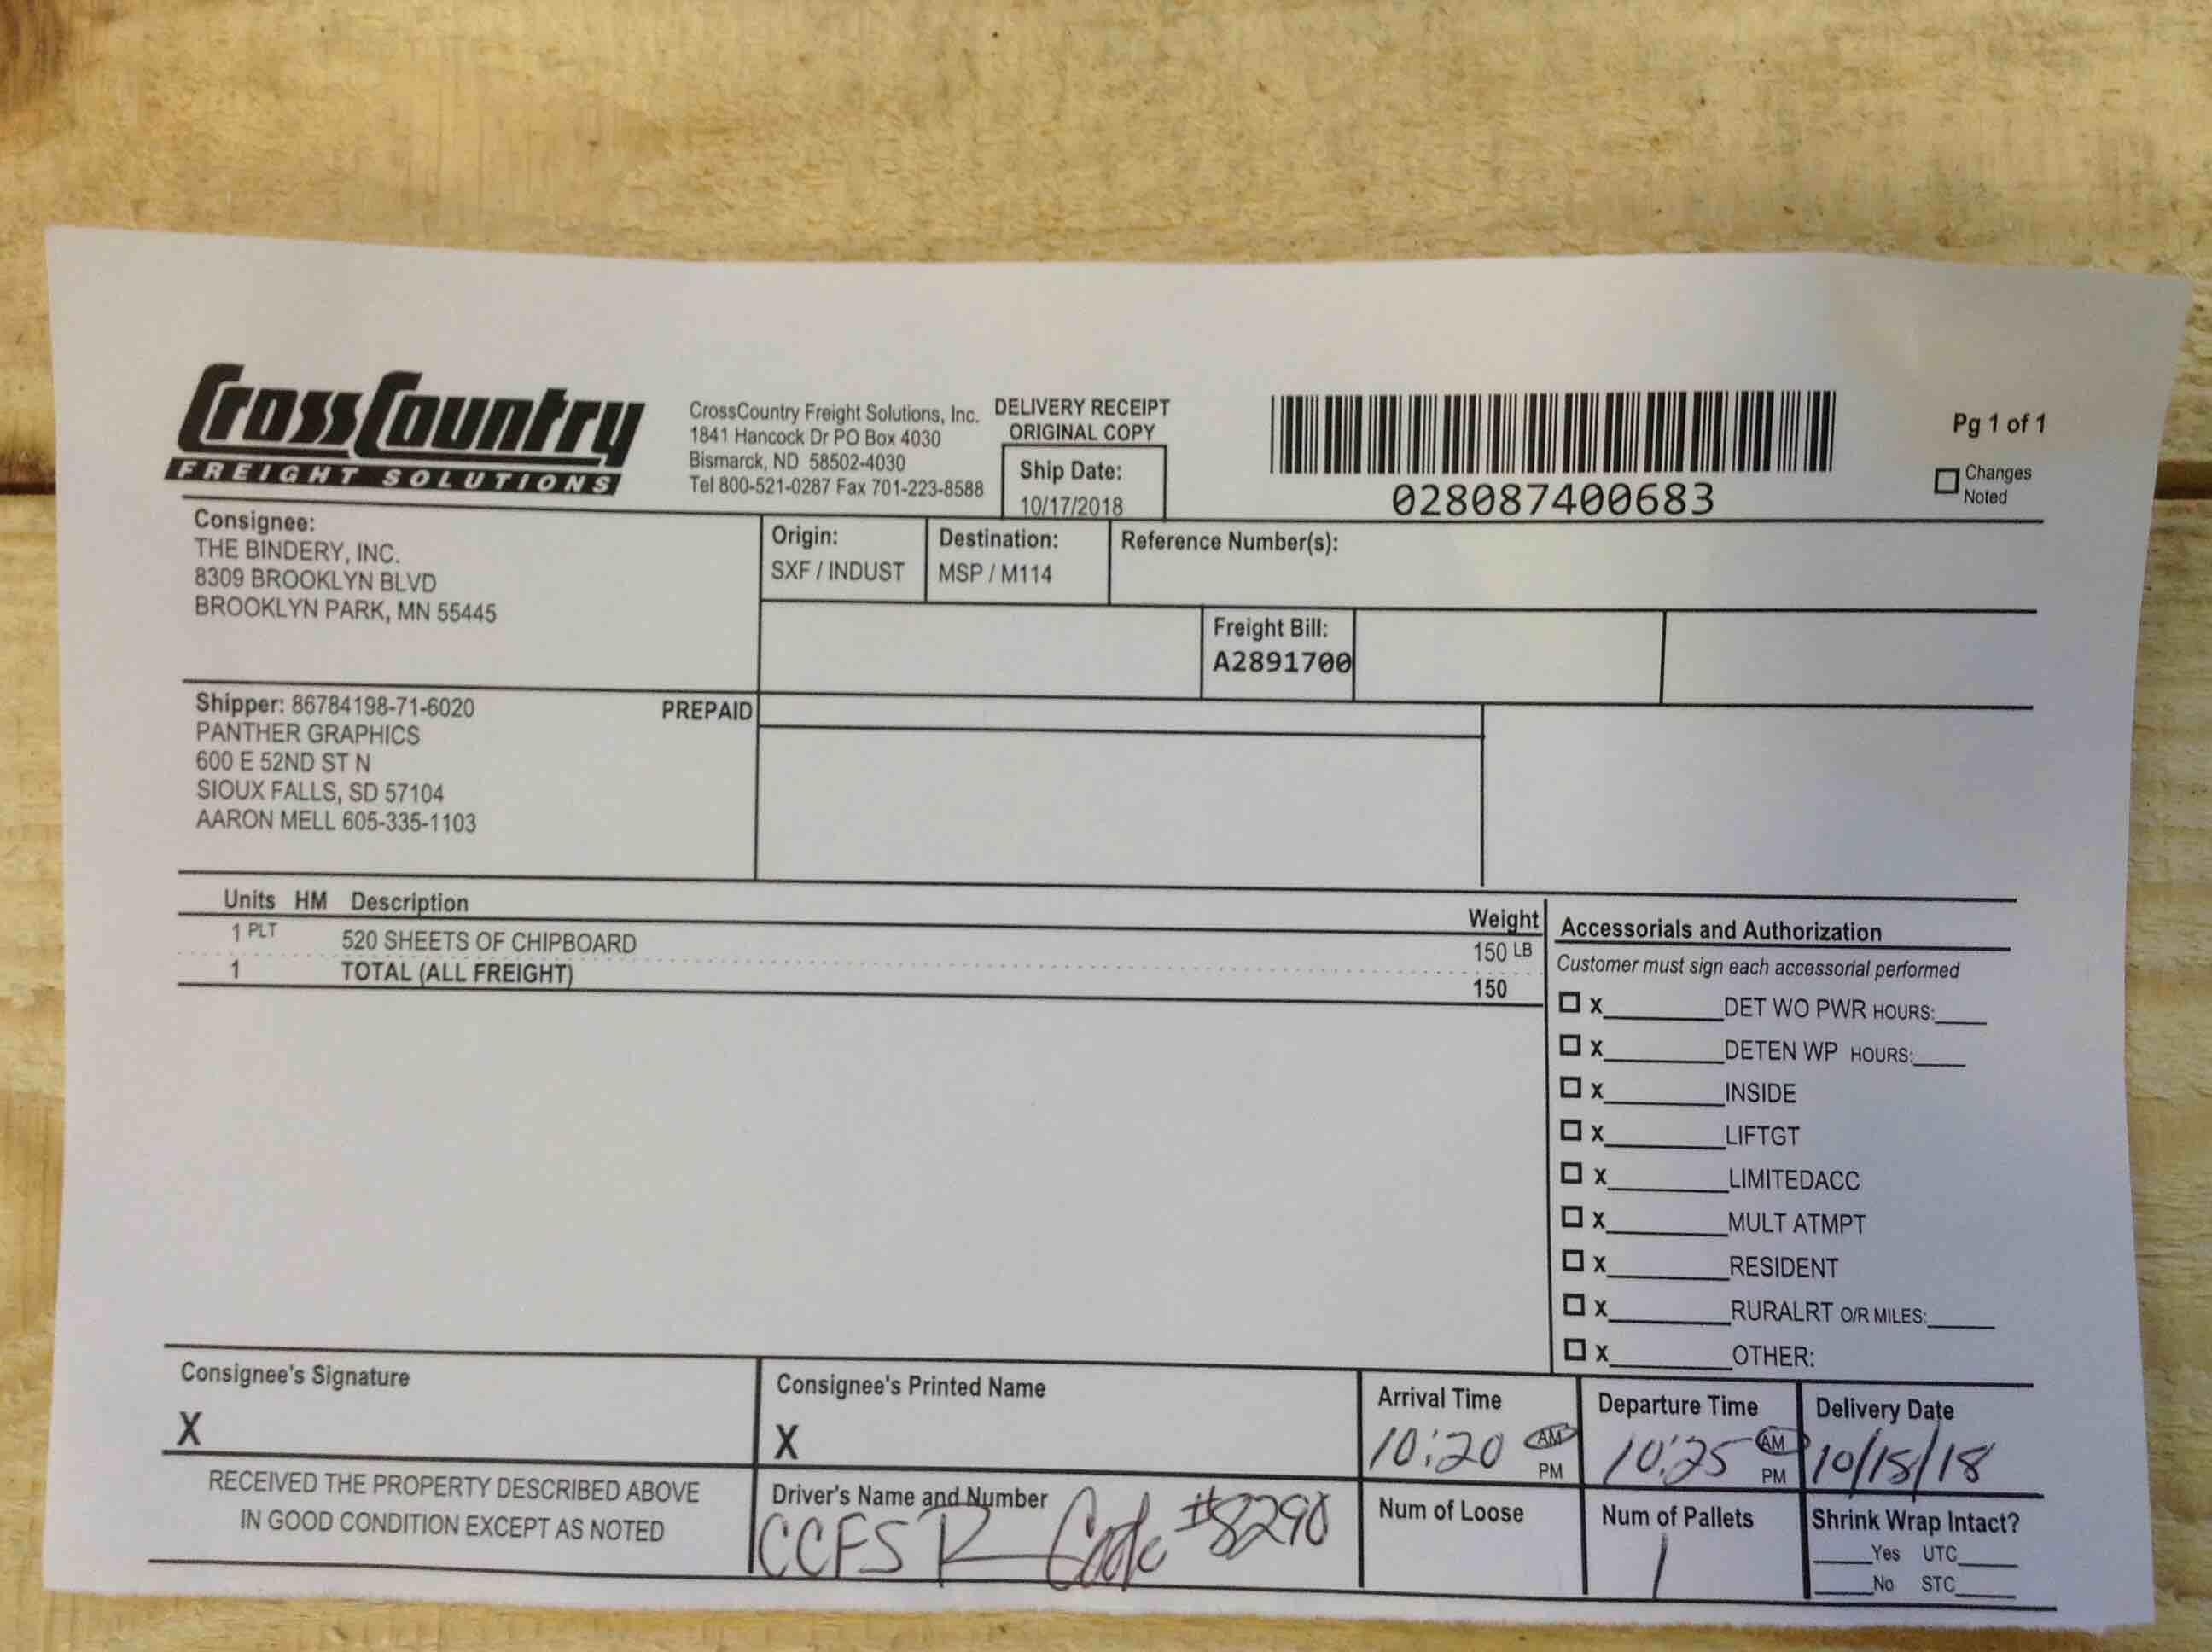 CrossCountry
FREIGHT SOLUTIONS
CrossCountry Freight Solutions, Inc.
1841 Hancock Dr PO Box 4030
Bismarck, ND 58502-4030
Tel 800-521-0287 Fax 701-223-8588
DELIVERY RECEIPT
ORIGINAL COPY
Ship Date:
10/17/2018
028087400683
Pg 1 of 1
Changes
Noted
Consignee:
THE BINDERY, INC.
8309 BROOKLYN BLVD
BROOKLYN PARK, MN 55445
Origin:
SXF / INDUST
Destination:
MSP / M114
Reference Number(s):
Freight Bill:
A2891700
Shipper: 86784198-71-6020
PREPAID
PANTHER GRAPHICS
600 E 52ND ST N
SIOUX FALLS, SD 57104
AARON MELL 605-335-1103
Units HM Description Weight
1 PLT 520 SHEETS OF CHIPBOARD 150 LB
1 TOTAL (ALL FREIGHT) 150
Accessorials and Authorization
Customer must sign each accessorial performed
X DET WO PWR HOURS:
X DETEN WP HOURS:
X INSIDE
X LIFTGT
X LIMITEDACC
X MULT ATMPT
X RESIDENT
X RURALRT O/R MILES:
X OTHER:
Consignee's Signature
X
Consignee's Printed Name
X
Arrival Time
10:20 AM
PM
Departure Time
10:25 AM
PM
Delivery Date
10/18/18
RECEIVED THE PROPERTY DESCRIBED ABOVE
IN GOOD CONDITION EXCEPT AS NOTED
Driver's Name and Number
CCFS R #8290
Num of Loose
Num of Pallets
1
Shrink Wrap Intact?
Yes UTC
No STC